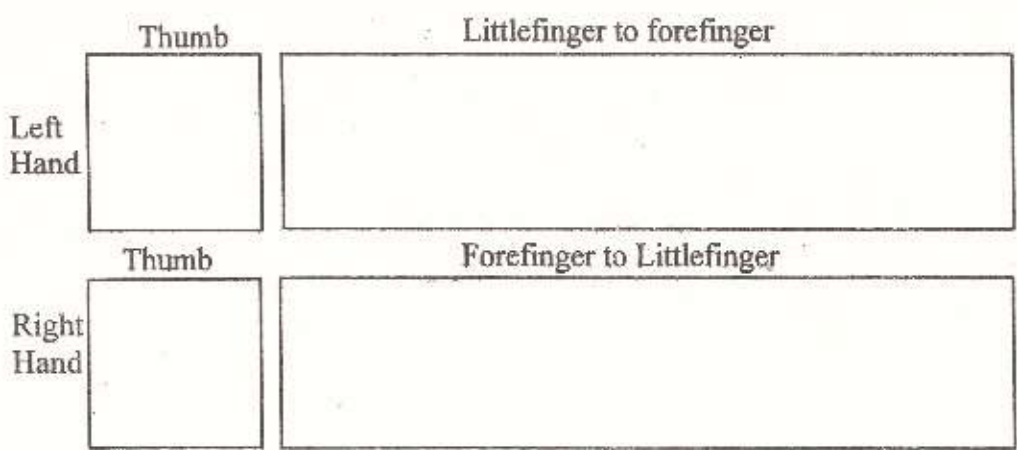 Thumb
Littlefinger to forefinger
Left
Hand
Thumb
Forefinger to Littlefinger
Right
Hand